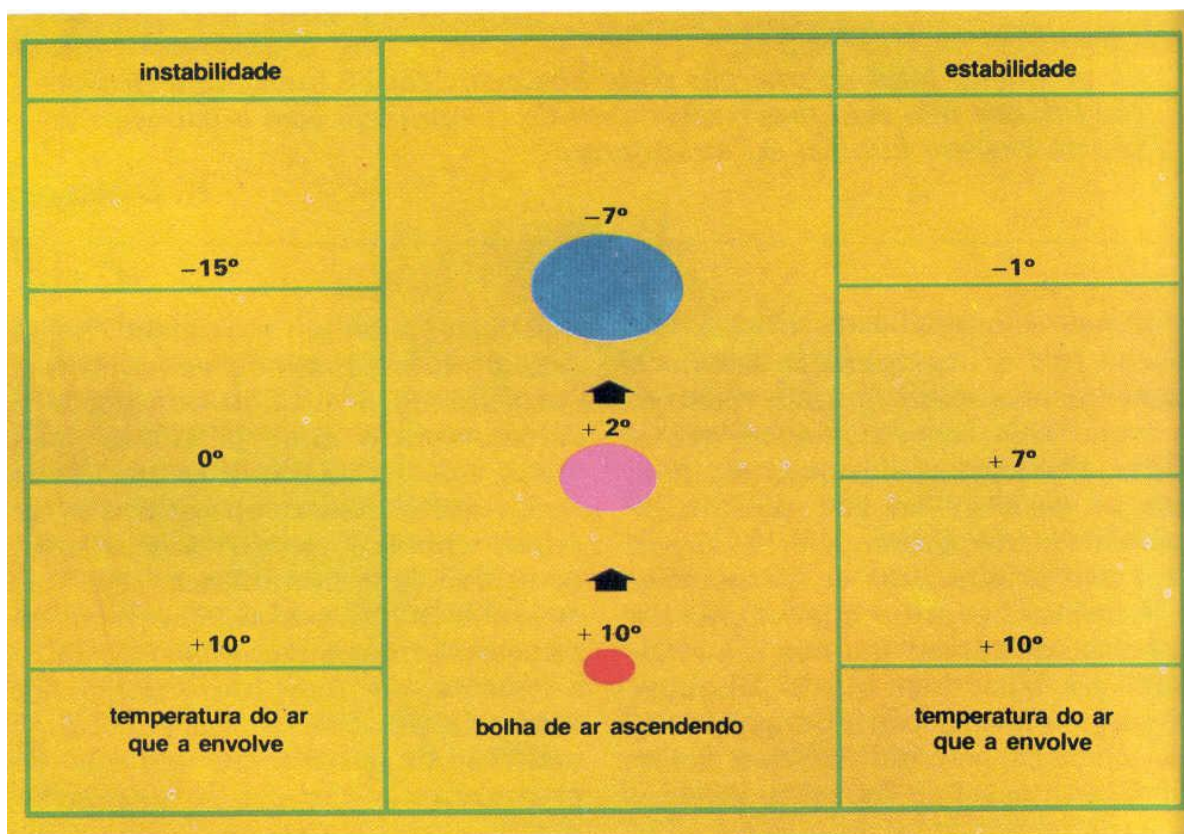 instabilidade
estabilidade
−7º
−15º
−1º
+ 2º
0º
+ 7º
+ 10º
+10º
+ 10º
temperatura do ar
que a envolve
bolha de ar ascendendo
temperatura do ar
que a envolve